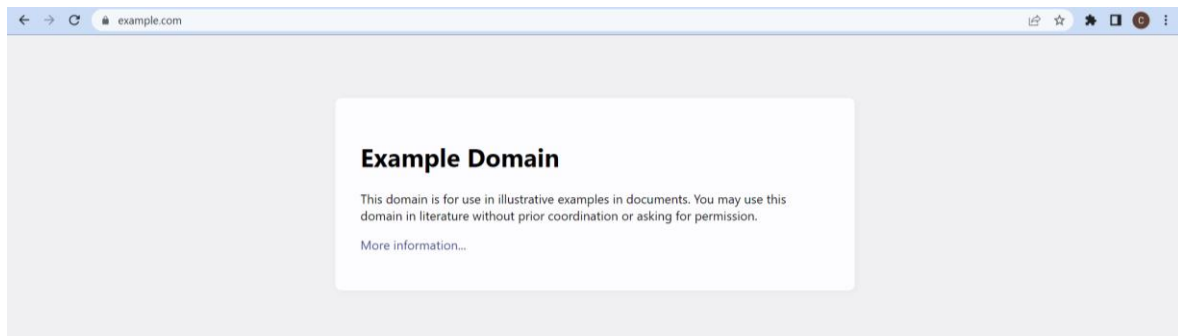 example.com
C
Example Domain
This domain is for use in illustrative examples in documents. You may use this
domain in literature without prior coordination or asking for permission.
More information...